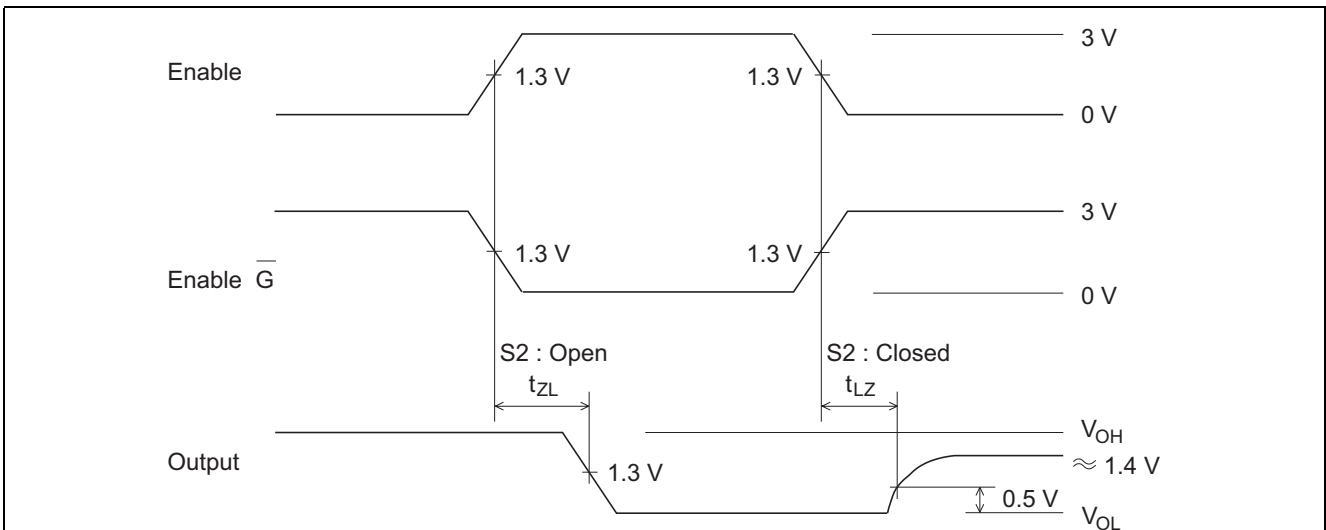 3 V
Enable
1.3 V 1.3 V
0 V
3 V
1.3 V 1.3 V
Enable G̅
0 V
S2 : Open S2 : Closed
tZL tLZ
VOH
Output
≈ 1.4 V
1.3 V
0.5 V
VOL